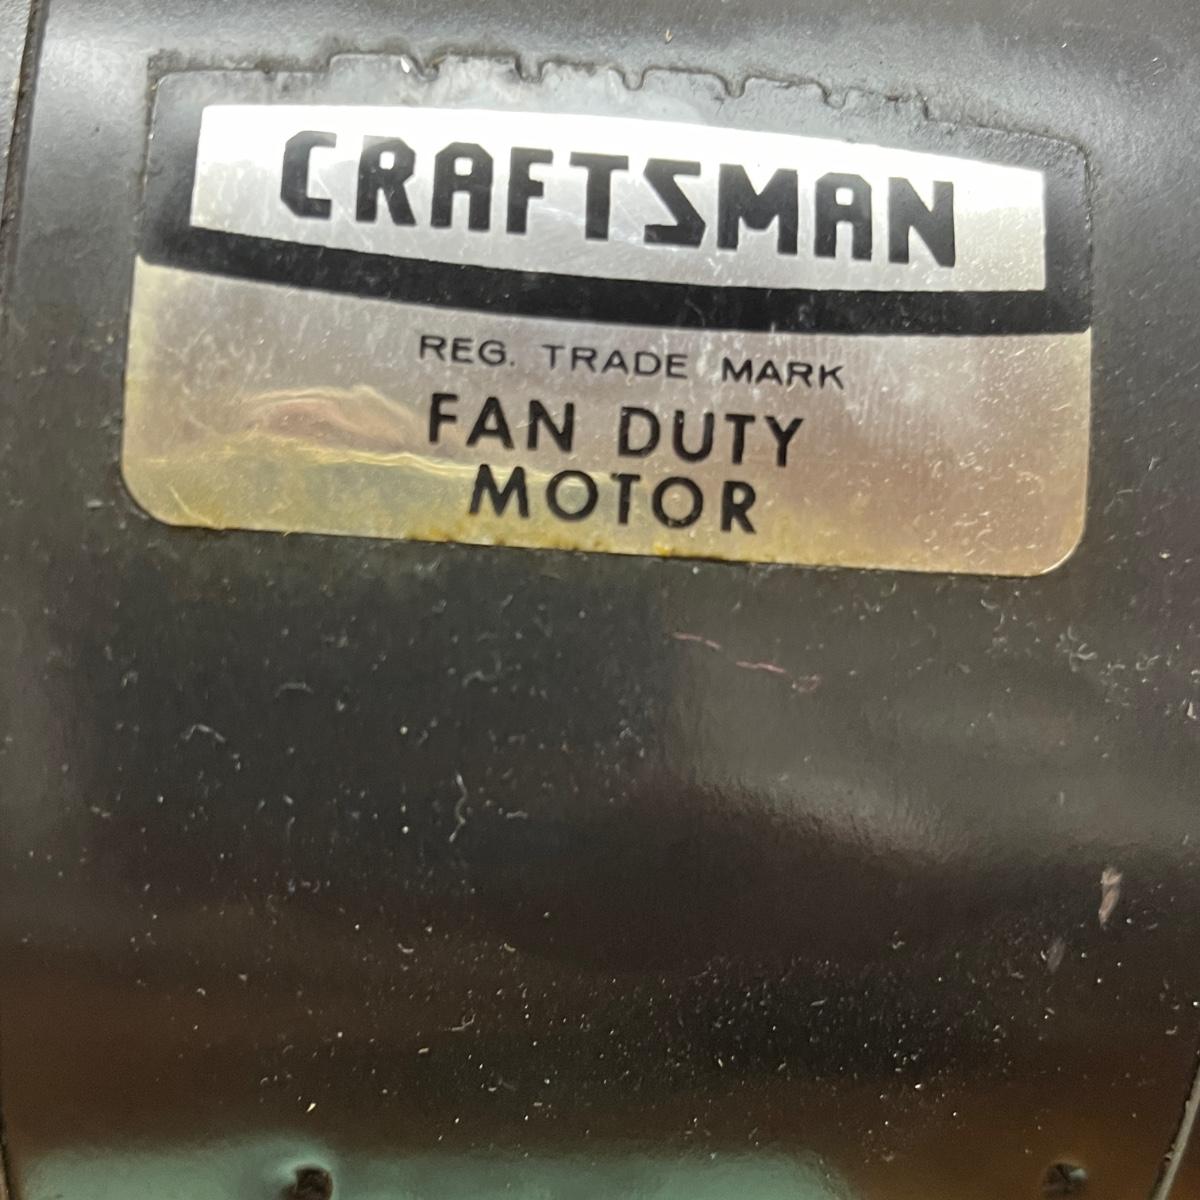 CRAFTSMAN
REG. TRADE MARK
FAN DUTY
MOTOR